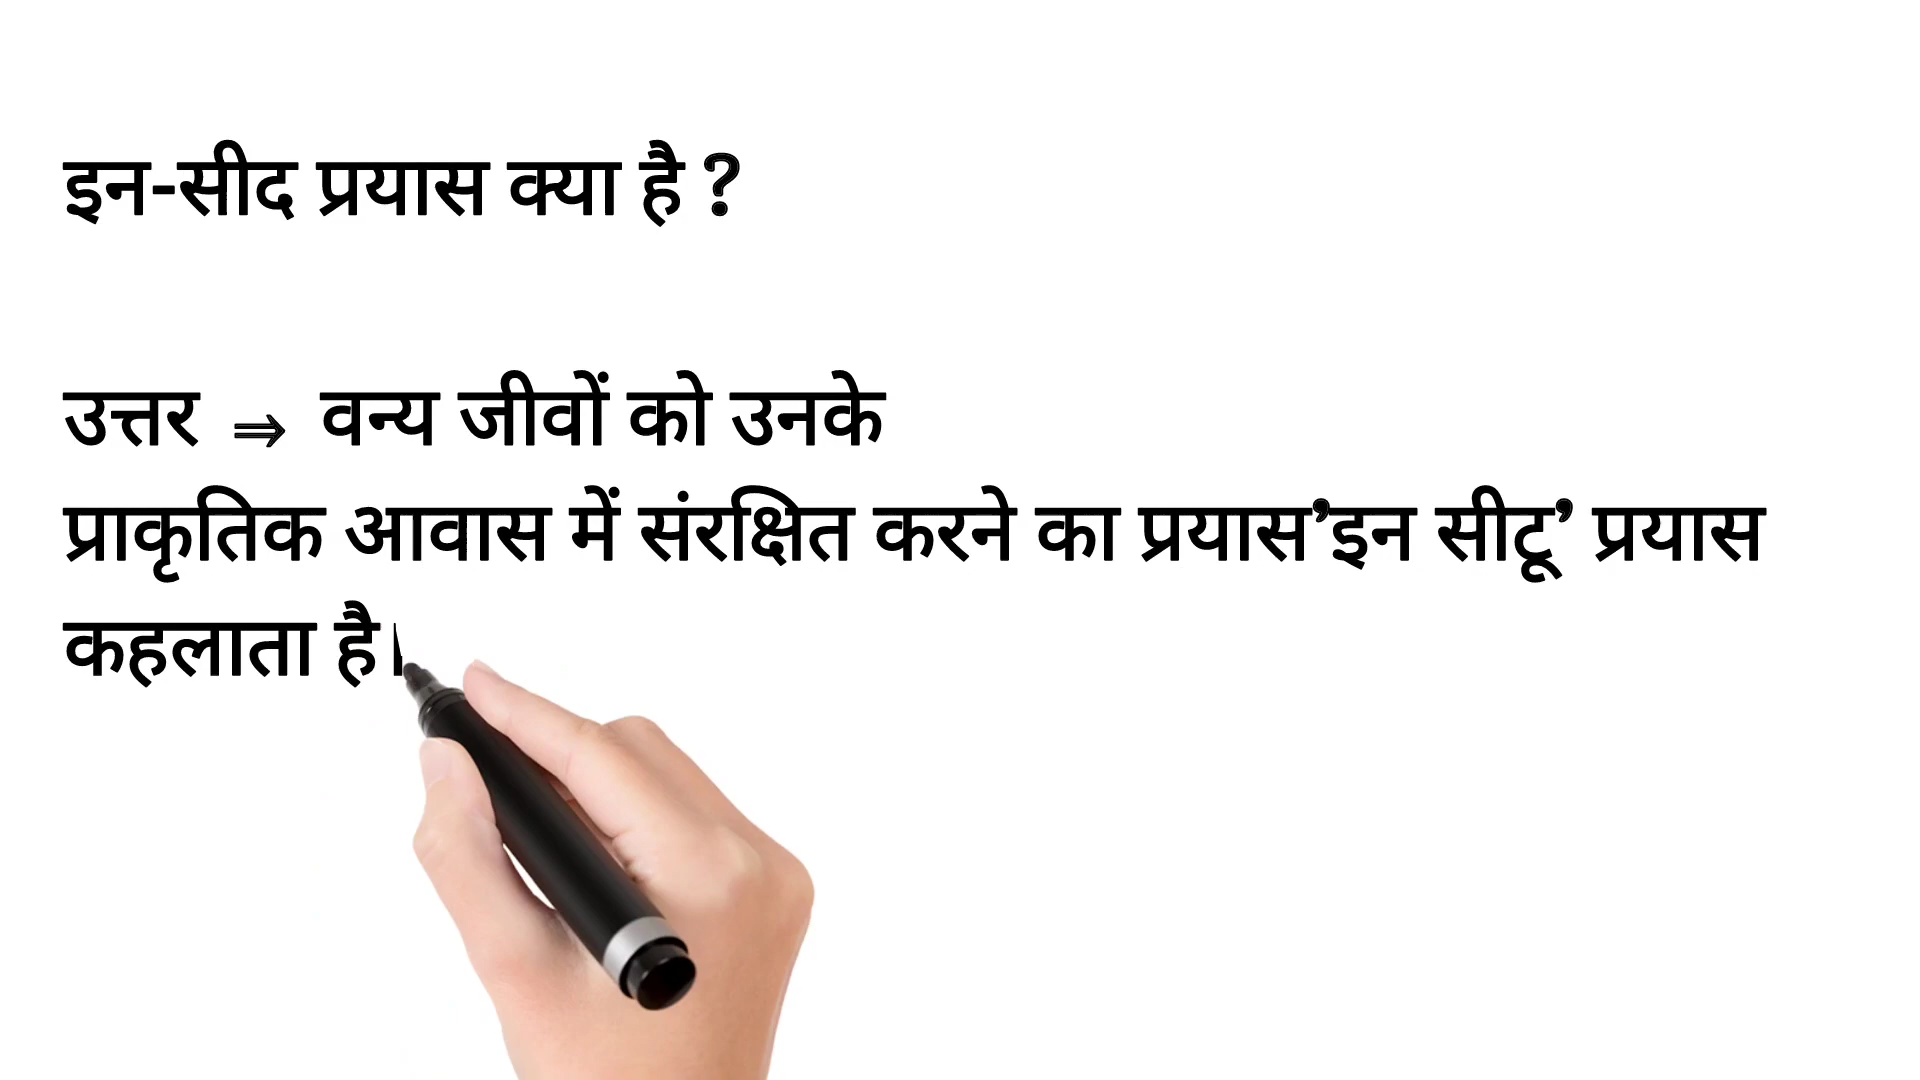 इन-सीद प्रयास क्या है ?
उत्तर ⇒ वन्य जीवों को उनके
प्राकृतिक आवास में संरक्षित करने का प्रयास’इन सीटू’ प्रयास
कहलाता है।